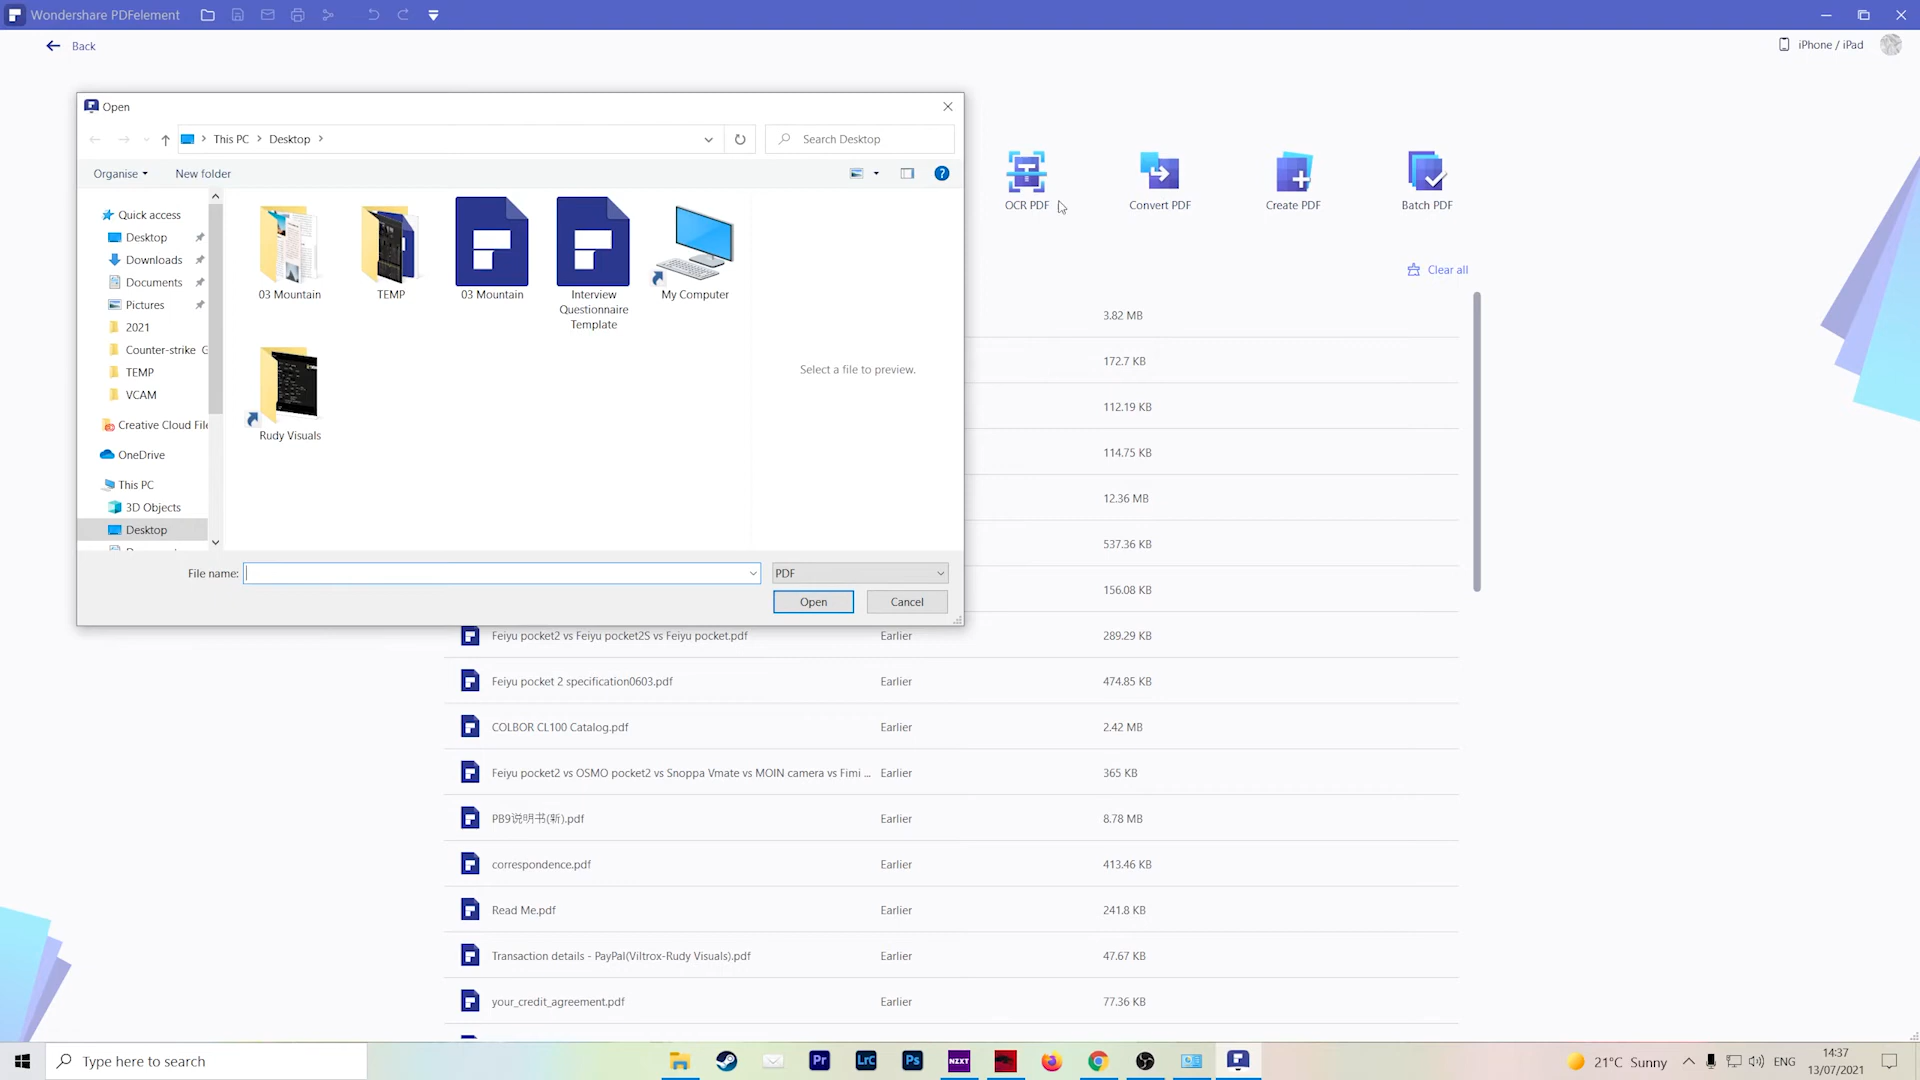 Wondershare PDFelement
Back
iPhone / iPad
Open
This PC
Desktop
Search Desktop
Organise
New folder
Quick access
Desktop
Downloads
Documents
Pictures
2021
Counter-strike G
TEMP
VCAM
Creative Cloud File
OneDrive
This PC
3D Objects
Desktop
03 Mountain
TEMP
03 Mountain
Interview
Questionnaire
Template
My Computer
Rudy Visuals
Select a file to preview.
File name:
PDF
Open
Cancel
OCR PDF
Convert PDF
Create PDF
Batch PDF
Clear all
3.82 MB
172.7 KB
112.19 KB
114.75 KB
12.36 MB
537.36 KB
156.08 KB
Feiyu pocket2 vs Feiyu pocket2S vs Feiyu pocket.pdf Earlier 289.29 KB
Feiyu pocket 2 specification0603.pdf Earlier 474.85 KB
COLBOR CL100 Catalog.pdf Earlier 2.42 MB
Feiyu pocket2 vs OSMO pocket2 vs Snoppa Vmate vs MOIN camera vs Fimi ... Earlier 365 KB
PB9说明书(新).pdf Earlier 8.78 MB
correspondence.pdf Earlier 413.46 KB
Read Me.pdf Earlier 241.8 KB
Transaction details - PayPal(Viltrox-Rudy Visuals).pdf Earlier 47.67 KB
your_credit_agreement.pdf Earlier 77.36 KB
Type here to search
Pr
LrC
Ps
NZXT
21°C Sunny
ENG
14:37
13/07/2021